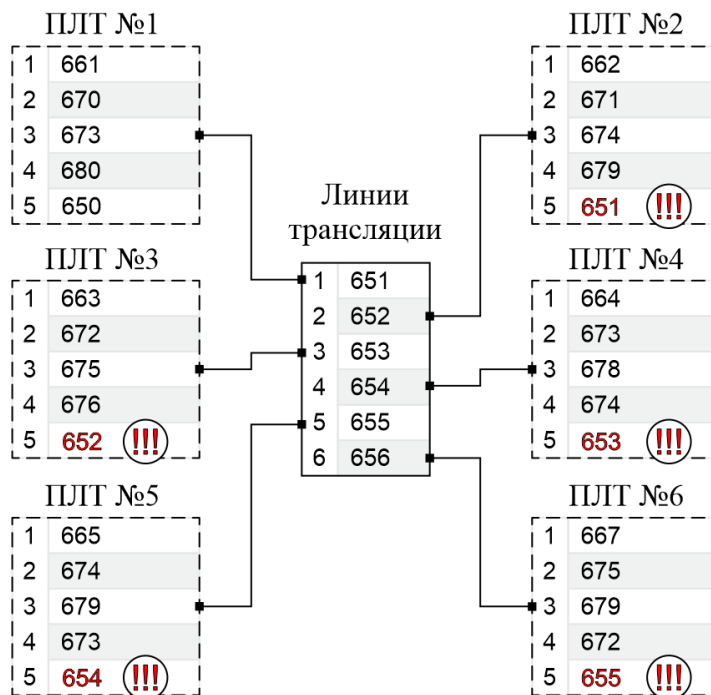 ПЛТ №1
1 661
2 670
3 673
4 680
5 650
ПЛТ №2
1 662
2 671
3 674
4 679
5 651 !!!
Линии
трансляции
1 651
2 652
3 653
4 654
5 655
6 656
ПЛТ №3
1 663
2 672
3 675
4 676
5 652 !!!
ПЛТ №4
1 664
2 673
3 678
4 674
5 653 !!!
ПЛТ №5
1 665
2 674
3 679
4 673
5 654 !!!
ПЛТ №6
1 667
2 675
3 679
4 672
5 655 !!!